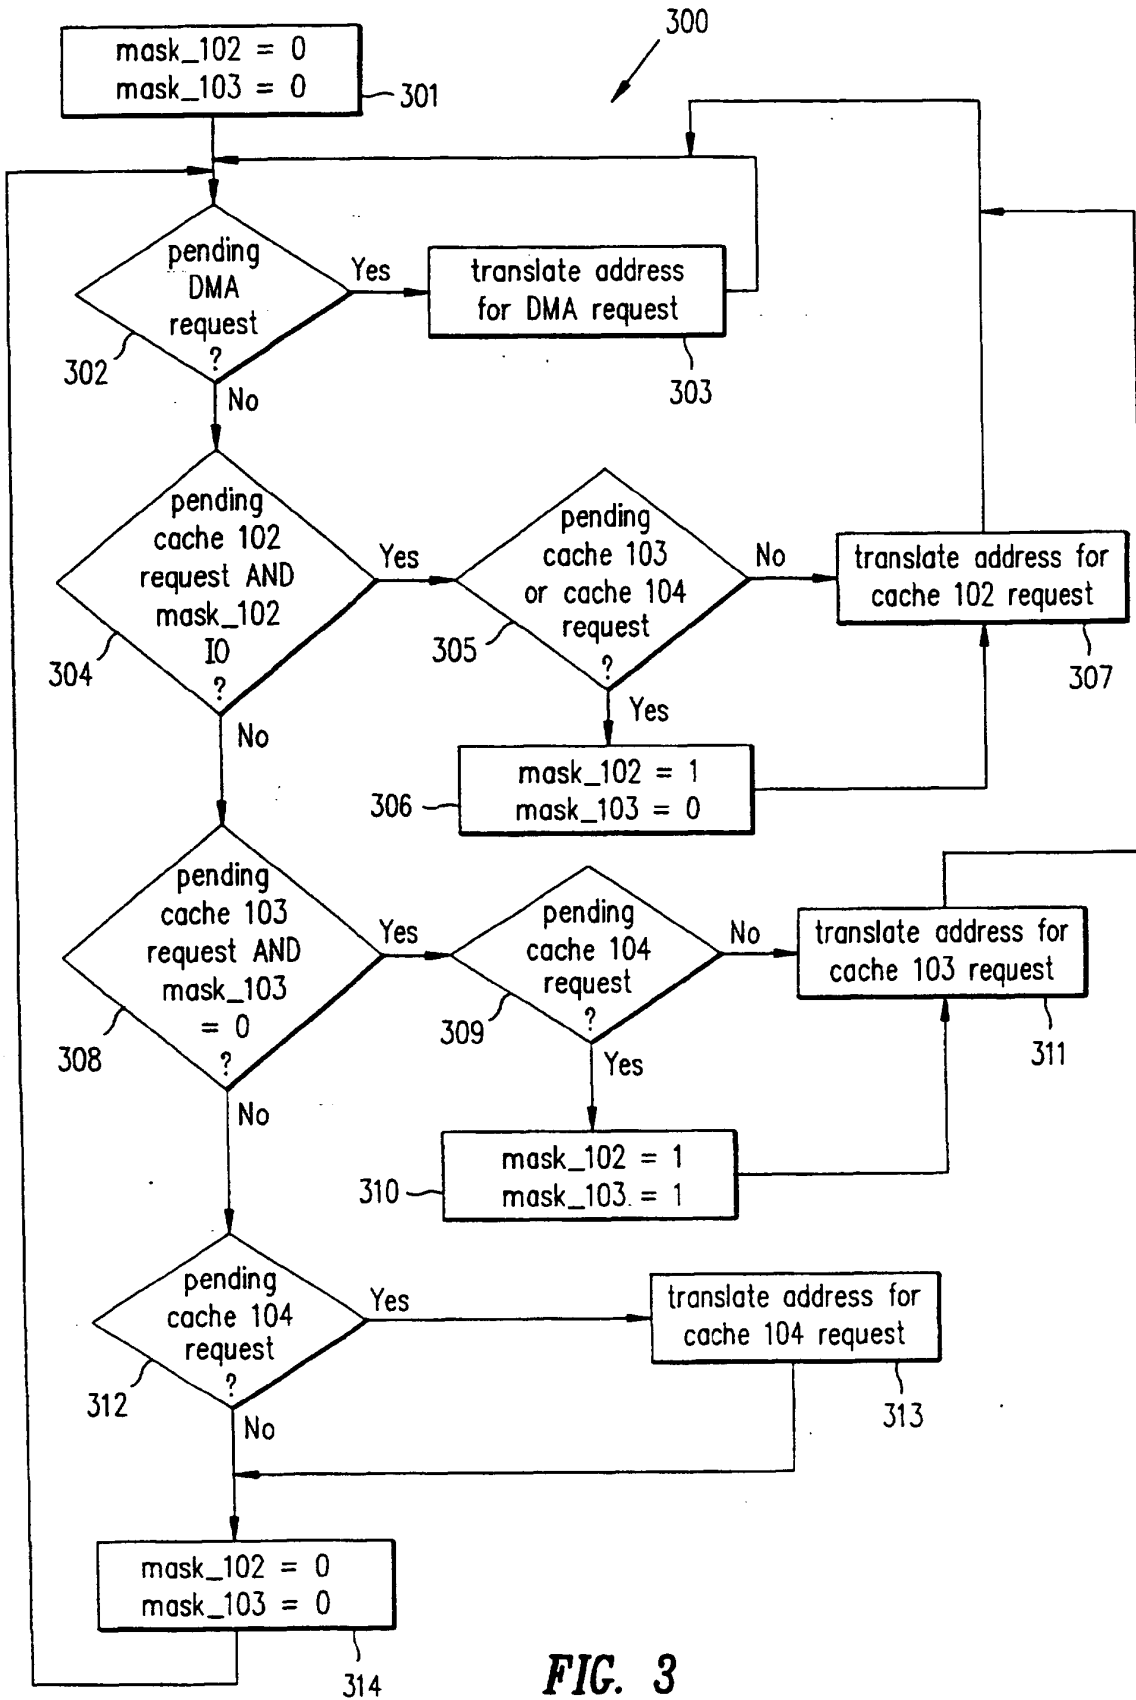 300
mask_102 = 0
mask_103 = 0
301
pending
DMA
request
?
302
Yes
No
translate address
for DMA request
303
pending
cache 102
request AND
mask_102
IO
?
304
Yes
No
pending
cache 103
or cache 104
request
?
305
No
Yes
translate address for
cache 102 request
307
mask_102 = 1
mask_103 = 0
306
pending
cache 103
request AND
mask_103
= 0
?
308
Yes
No
pending
cache 104
request
?
309
No
Yes
translate address for
cache 103 request
311
mask_102 = 1
mask_103. = 1
310
pending
cache 104
request
?
312
Yes
No
translate address for
cache 104 request
313
mask_102 = 0
mask_103 = 0
314
FIG. 3